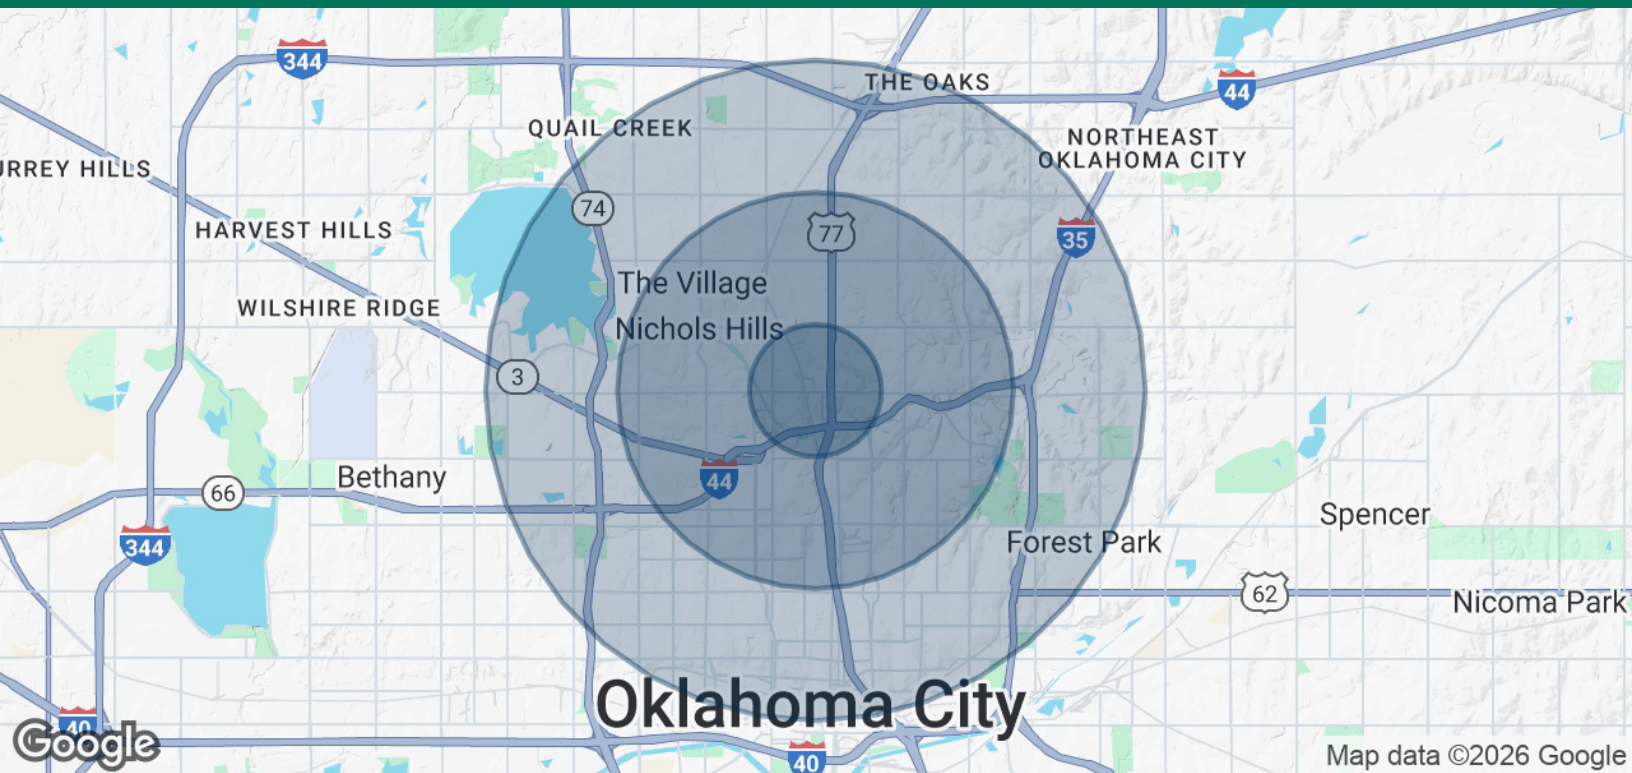 344
THE OAKS
44
QUAIL CREEK
NORTHEAST
OKLAHOMA CITY
URREY HILLS
74
HARVEST HILLS
77
35
The Village
WILSHIRE RIDGE
Nichols Hills
3
Bethany
44
66
Spencer
344
Forest Park
62
Nicoma Park
Oklahoma City
40
Google
40
Map data ©2026 Google